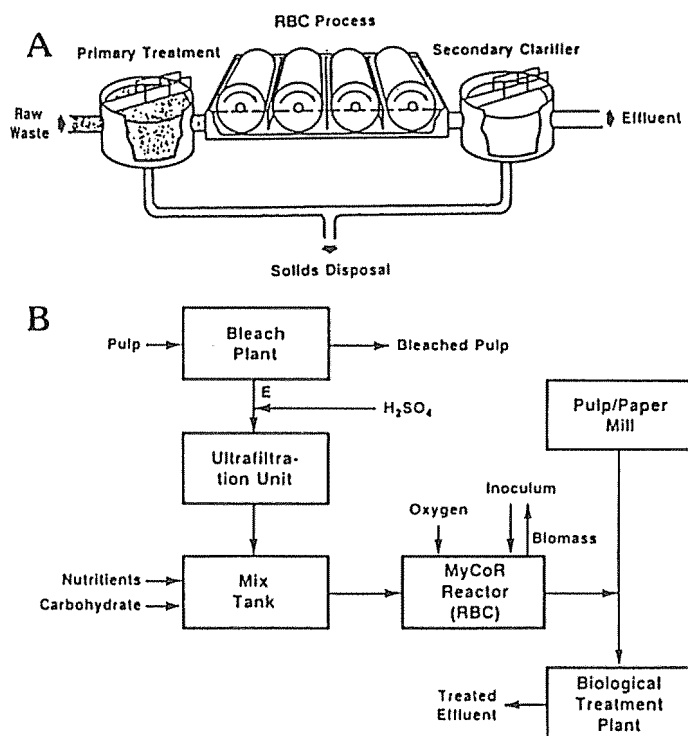 A
RBC Process
Primary Treatment
Secondary Clarifier
Raw
Waste
Effluent
Solids Disposal
B
Pulp
Bleach
Plant
Bleached Pulp
E
H₂SO₄
Pulp/Paper
Mill
Ultrafiltra-
tion Unit
Oxygen
Inoculum
Biomass
Nutritients
Carbohydrate
Mix
Tank
MyCoR
Reactor
(RBC)
Treated
Effluent
Biological
Treatment
Plant